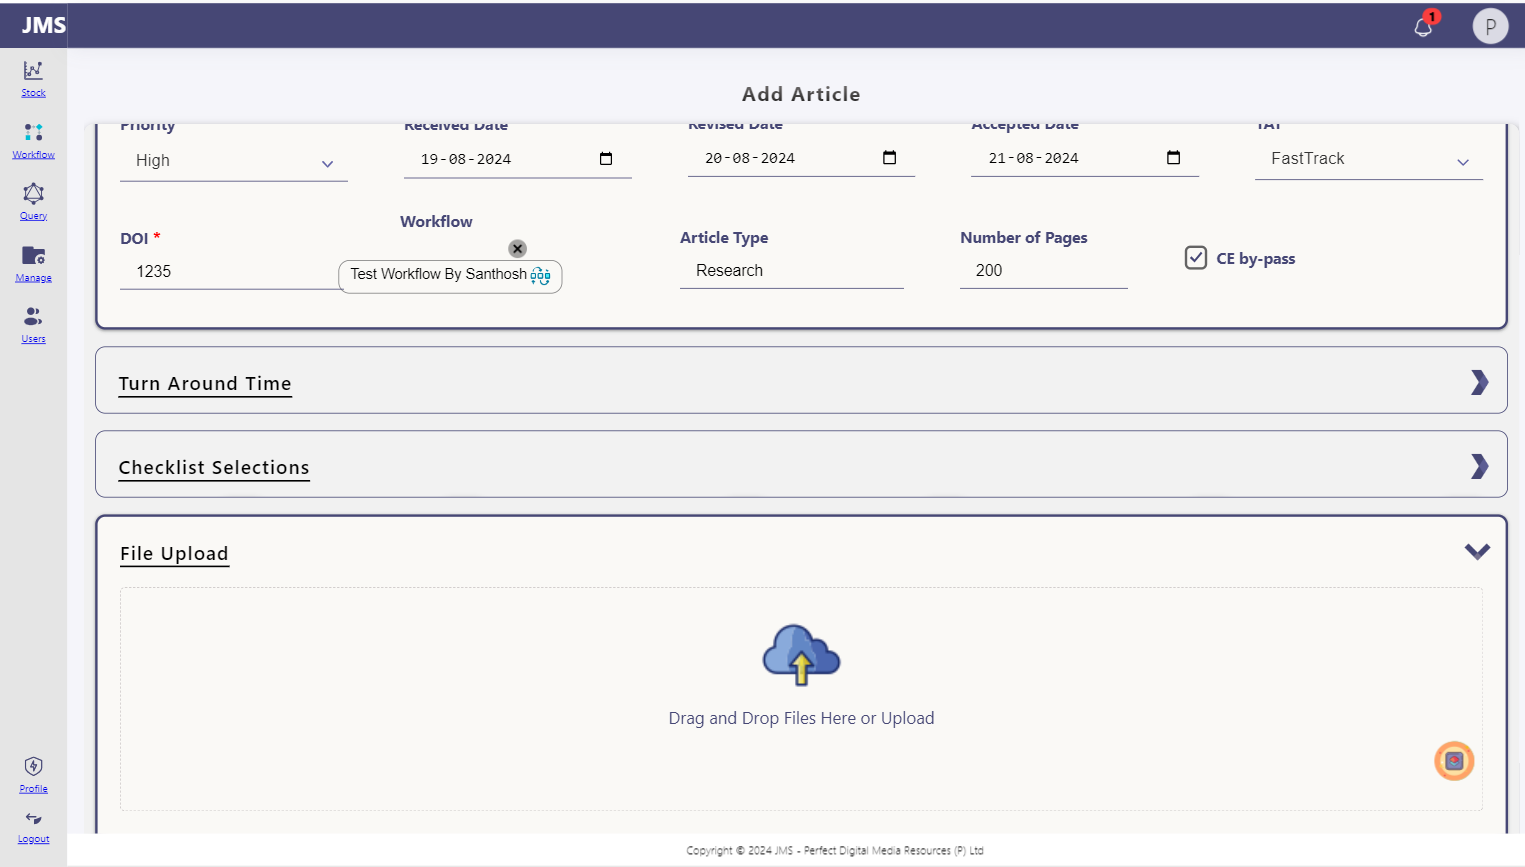 JMS
1
P
Stock
Workflow
Query
Manage
Users
Profile
Logout
Add Article
Priority
Received Date
Revised Date
Accepted Date
TAT
High
19-08-2024
20-08-2024
21-08-2024
FastTrack
DOI *
Workflow
Article Type
Number of Pages
1235
Test Workflow By Santhosh
Research
200
CE by-pass
Turn Around Time
Checklist Selections
File Upload
Drag and Drop Files Here or Upload
Copyright © 2024 JMS - Perfect Digital Media Resources (P) Ltd